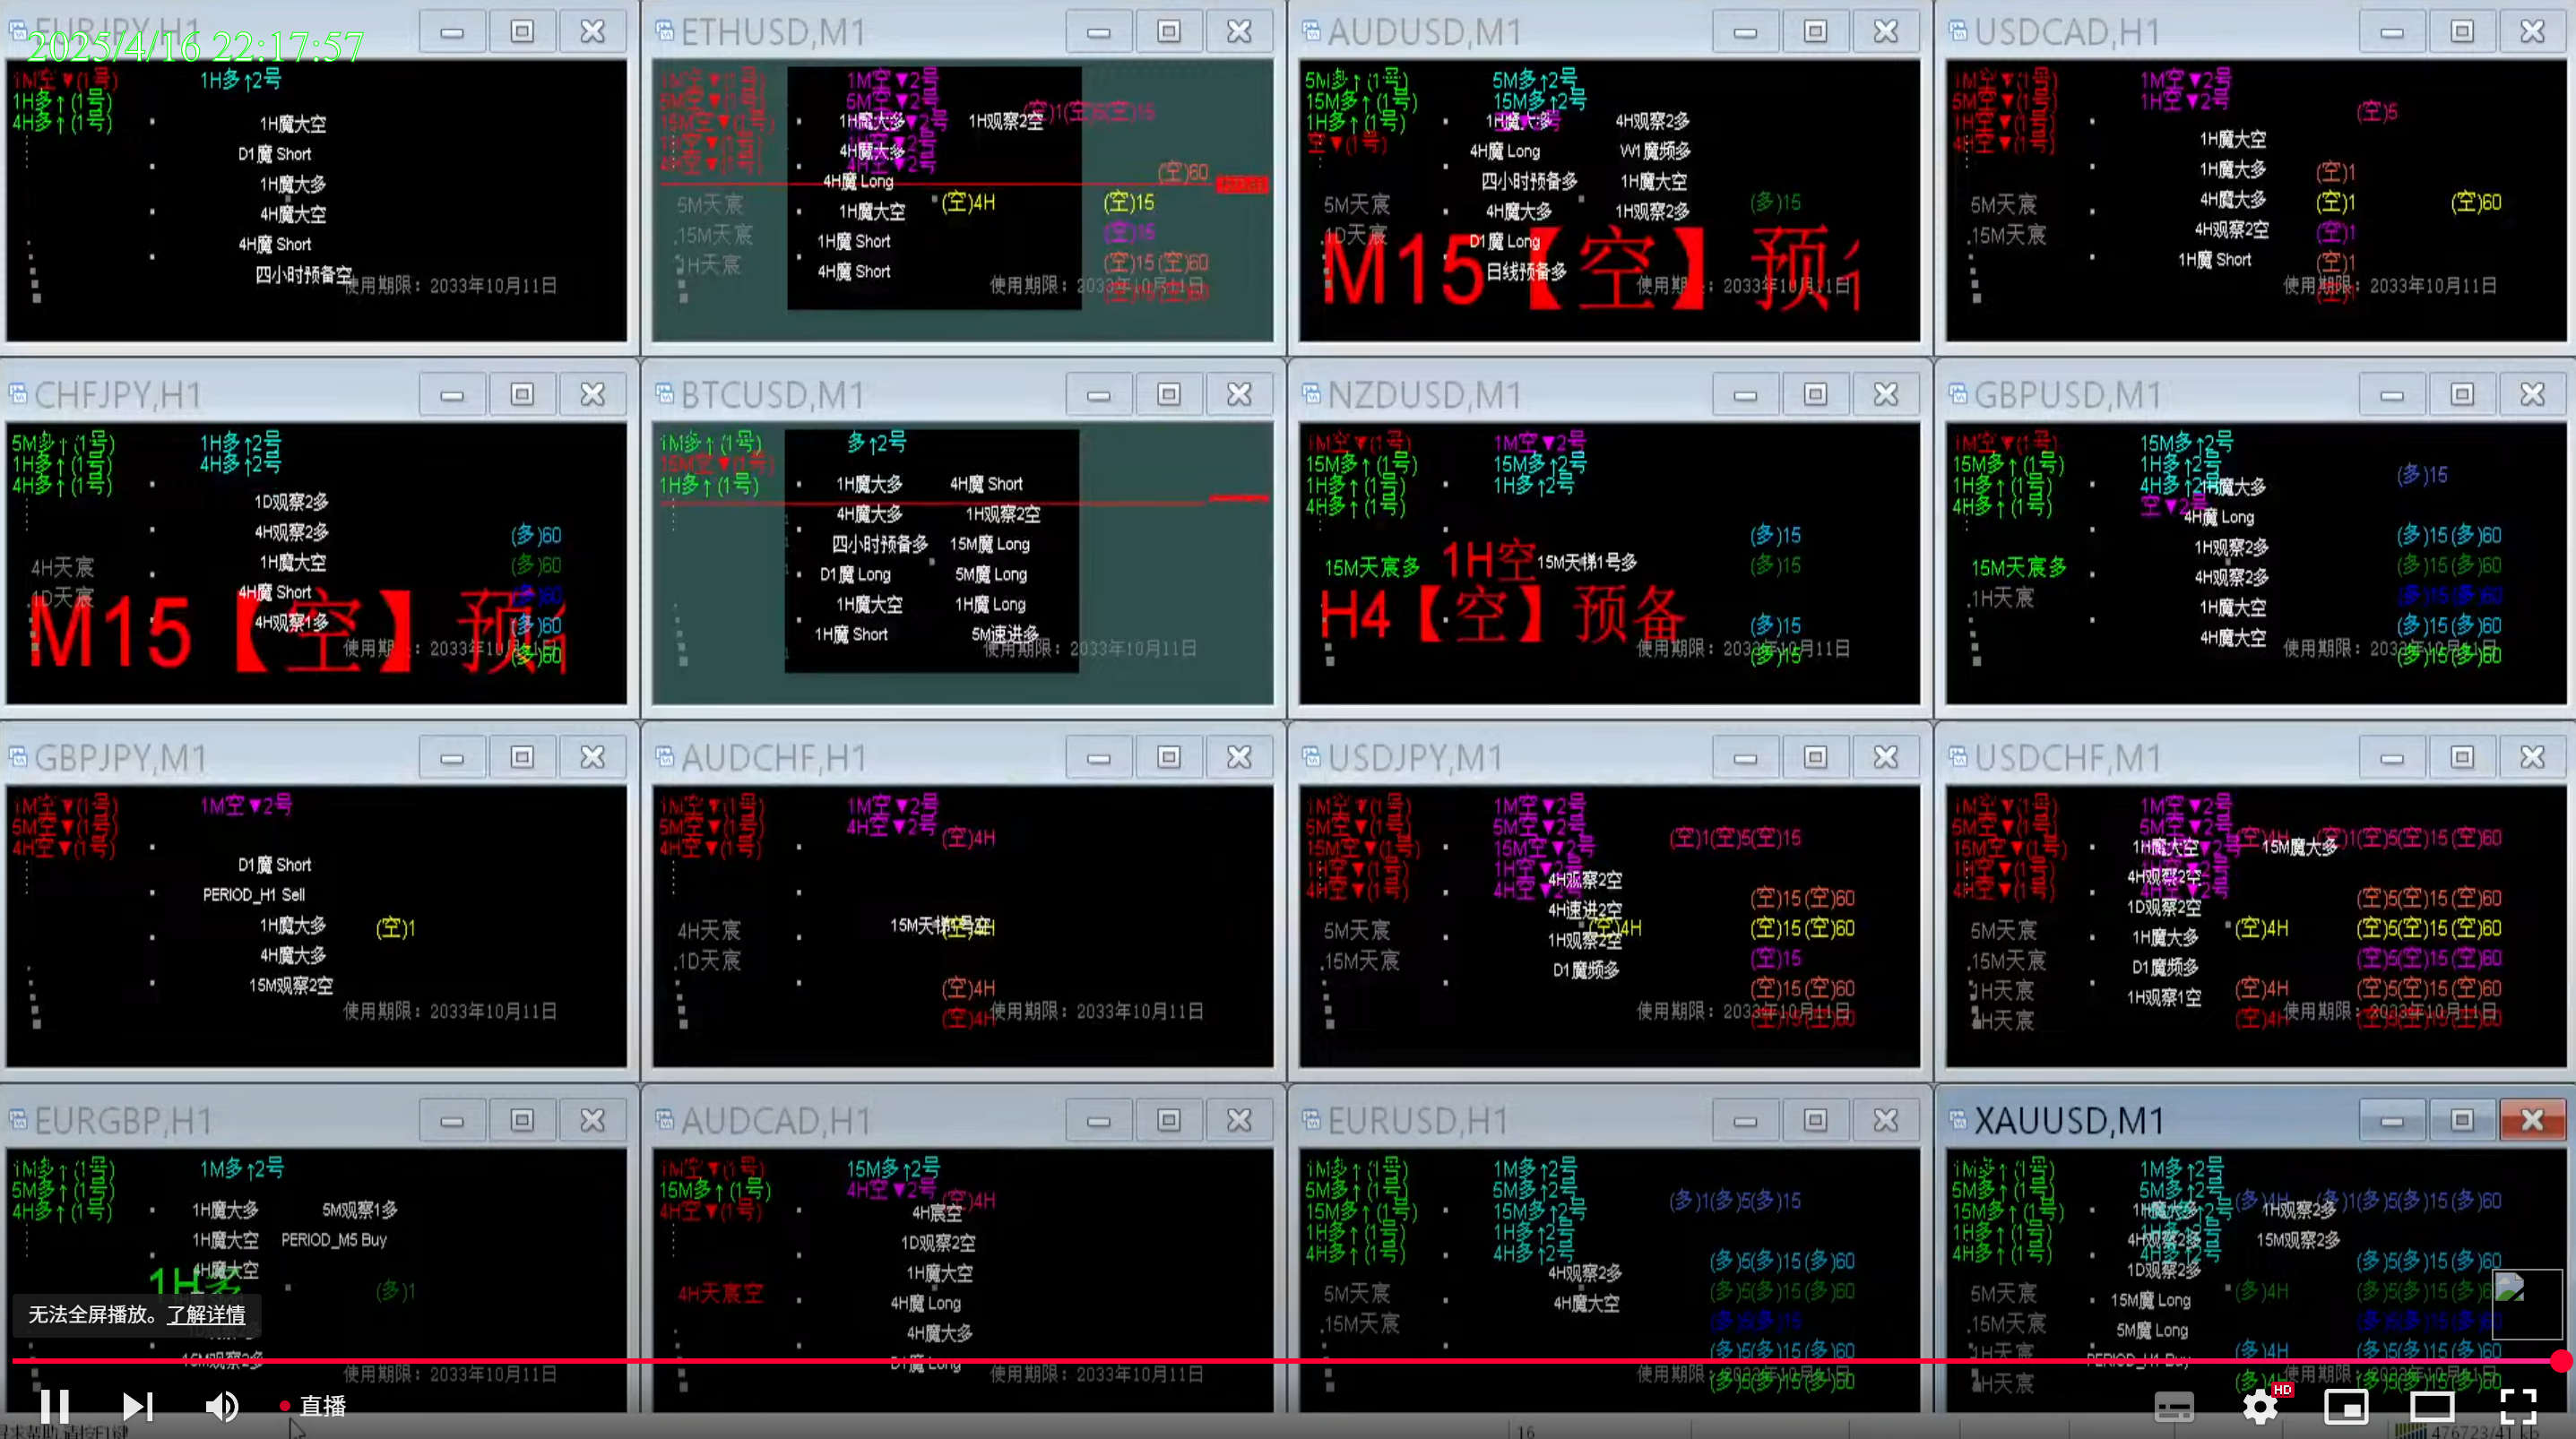 EURJPY,H1
2025/4/16 22:17:57
1M空▼(1号)
1H多↑(1号)
4H多↑(1号)
1H多↑2号
1H魔大空
D1魔 Short
1H魔大多
4H魔大空
4H魔 Short
四小时预备空
使用期限：2033年10月11日
ETHUSD,M1
1M空▼(1号)
5M空▼(1号)
15M空▼(1号)
4H空▼(1号)
1M空▼2号
5M空▼2号
1H魔大多
1H观察2空
4H魔大多
4H魔 Long
1H魔大空
1H魔 Short
4H魔 Short
(空)1(空)5(空)15
(空)60
(空)4H
(空)15
(空)15
(空)15(空)60
5M天宸
15M天宸
1H天宸
使用期限：2033年10月11日
AUDUSD,M1
5M多↑(1号)
15M多↑(1号)
1H多↑(1号)
空▼(1号)
5M多↑2号
15M多↑2号
1H魔大多
4H观察2多
4H魔 Long
W1魔频多
四小时预备多
1H魔大空
4H魔大多
1H观察2多
D1魔 Long
日线预备多
5M天宸
1D天宸
(多)15
M15【空】预
使用期限：2033年10月11日
USDCAD,H1
1M空▼(1号)
5M空▼(1号)
1H空▼(1号)
4H空▼(1号)
1M空▼2号
1H空▼2号
(空)5
1H魔大空
1H魔大多
4H魔大多
4H观察2空
1H魔 Short
(空)1
(空)1
(空)60
(空)1
(空)1
5M天宸
15M天宸
使用期限：2033年10月11日
CHFJPY,H1
5M多↑(1号)
1H多↑(1号)
4H多↑(1号)
1H多↑2号
4H多↑2号
1D观察2多
4H观察2多
1H魔大空
4H魔 Short
4H观察1多
(多)60
(多)60
(多)60
(多)60
(多)60
4H天宸
1D天宸
M15【空】预
使用期限：2033年10月11日
BTCUSD,M1
1M多↑(1号)
15M空▼(1号)
1H多↑(1号)
多↑2号
1H魔大多
4H魔 Short
4H魔大多
1H观察2空
四小时预备多
15M魔 Long
D1魔 Long
5M魔 Long
1H魔大空
1H魔 Long
1H魔 Short
5M速进多
使用期限：2033年10月11日
NZDUSD,M1
1M空▼(1号)
15M多↑(1号)
1H多↑(1号)
4H多↑(1号)
1M空▼2号
15M多↑2号
1H多↑2号
(多)15
(多)15
(多)15
(多)15
15M天宸多
1H空
15M天梯1号多
H4【空】预备
使用期限：2033年10月11日
GBPUSD,M1
1M空▼(1号)
15M多↑(1号)
1H多↑(1号)
4H多↑(1号)
15M多↑2号
1H多↑2号
4H多↑2号
空▼2号
1H魔大多
4H魔 Long
1H观察2多
4H观察2多
1H魔大空
4H魔大空
(多)15
(多)15(多)60
(多)15(多)60
(多)15(多)60
(多)15(多)60
(多)15(多)60
15M天宸多
1H天宸
使用期限：2033年10月11日
GBPJPY,M1
1M空▼(1号)
5M空▼(1号)
4H空▼(1号)
1M空▼2号
D1魔 Short
PERIOD_H1 Sell
1H魔大多
4H魔大多
15M观察2空
(空)1
使用期限：2033年10月11日
AUDCHF,H1
1M空▼(1号)
5M空▼(1号)
4H空▼(1号)
1M空▼2号
4H空▼2号
(空)4H
15M天梯1号空
(空)4H
(空)4H
(空)4H
4H天宸
1D天宸
使用期限：2033年10月11日
USDJPY,M1
1M空▼(1号)
5M空▼(1号)
15M空▼(1号)
1H空▼(1号)
4H空▼(1号)
1M空▼2号
5M空▼2号
15M空▼2号
1H空▼2号
4H空▼2号
4H观察2空
4H速进2空
1H观察2空
D1魔频多
(空)1(空)5(空)15
(空)15(空)60
(空)4H
(空)15(空)60
(空)15
(空)15(空)60
(空)15(空)60
5M天宸
15M天宸
使用期限：2033年10月11日
USDCHF,M1
1M空▼(1号)
5M空▼(1号)
15M空▼(1号)
1H空▼(1号)
4H空▼(1号)
1M空▼2号
5M空▼2号
1H魔大空
15M魔大多
4H观察2空
1D观察2空
1H魔大多
D1魔频多
1H观察1空
(空)4H
(空)1(空)5(空)15(空)60
(空)5(空)15(空)60
(空)4H
(空)5(空)15(空)60
(空)5(空)15(空)60
(空)4H
(空)5(空)15(空)60
(空)4H
(空)5(空)15(空)60
5M天宸
15M天宸
1H天宸
4H天宸
使用期限：2033年10月11日
EURGBP,H1
1M多↑(1号)
5M多↑(1号)
4H多↑(1号)
1M多↑2号
1H魔大多
5M观察1多
1H魔大空
PERIOD_M5 Buy
4H魔大空
1H多
(多)1
15M观察2多
使用期限：2033年10月11日
AUDCAD,H1
1M空▼(1号)
15M多↑(1号)
4H空▼(1号)
15M多↑2号
4H空▼2号
(空)4H
4H宸空
1D观察2空
1H魔大空
4H魔 Long
4H魔大多
D1魔 Long
4H天宸空
使用期限：2033年10月11日
EURUSD,H1
1M多↑(1号)
5M多↑(1号)
15M多↑(1号)
1H多↑(1号)
4H多↑(1号)
1M多↑2号
5M多↑2号
15M多↑2号
1H多↑2号
4H多↑2号
4H观察2多
4H魔大空
(多)1(多)5(多)15
(多)5(多)15(多)60
(多)5(多)15(多)60
(多)5(多)15
(多)5(多)15(多)60
(多)5(多)15(多)60
5M天宸
15M天宸
使用期限：2033年10月11日
XAUUSD,M1
1M多↑(1号)
5M多↑(1号)
15M多↑(1号)
1H多↑(1号)
4H多↑(1号)
1M多↑2号
5M多↑2号
1H魔大多
1H观察2多
4H观察2多
15M观察2多
1D观察2多
15M魔 Long
5M魔 Long
PERIOD_H1 Buy
(多)4H
(多)1(多)5(多)15(多)60
(多)5(多)15(多)60
(多)4H
(多)5(多)15(多)6
(多)4H
(多)5(多)15(多)60
5M天宸
15M天宸
1H天宸
4H天宸
使用期限：2033年10月11日
无法全屏播放。了解详情
直播
HD
16
476723/41 kb